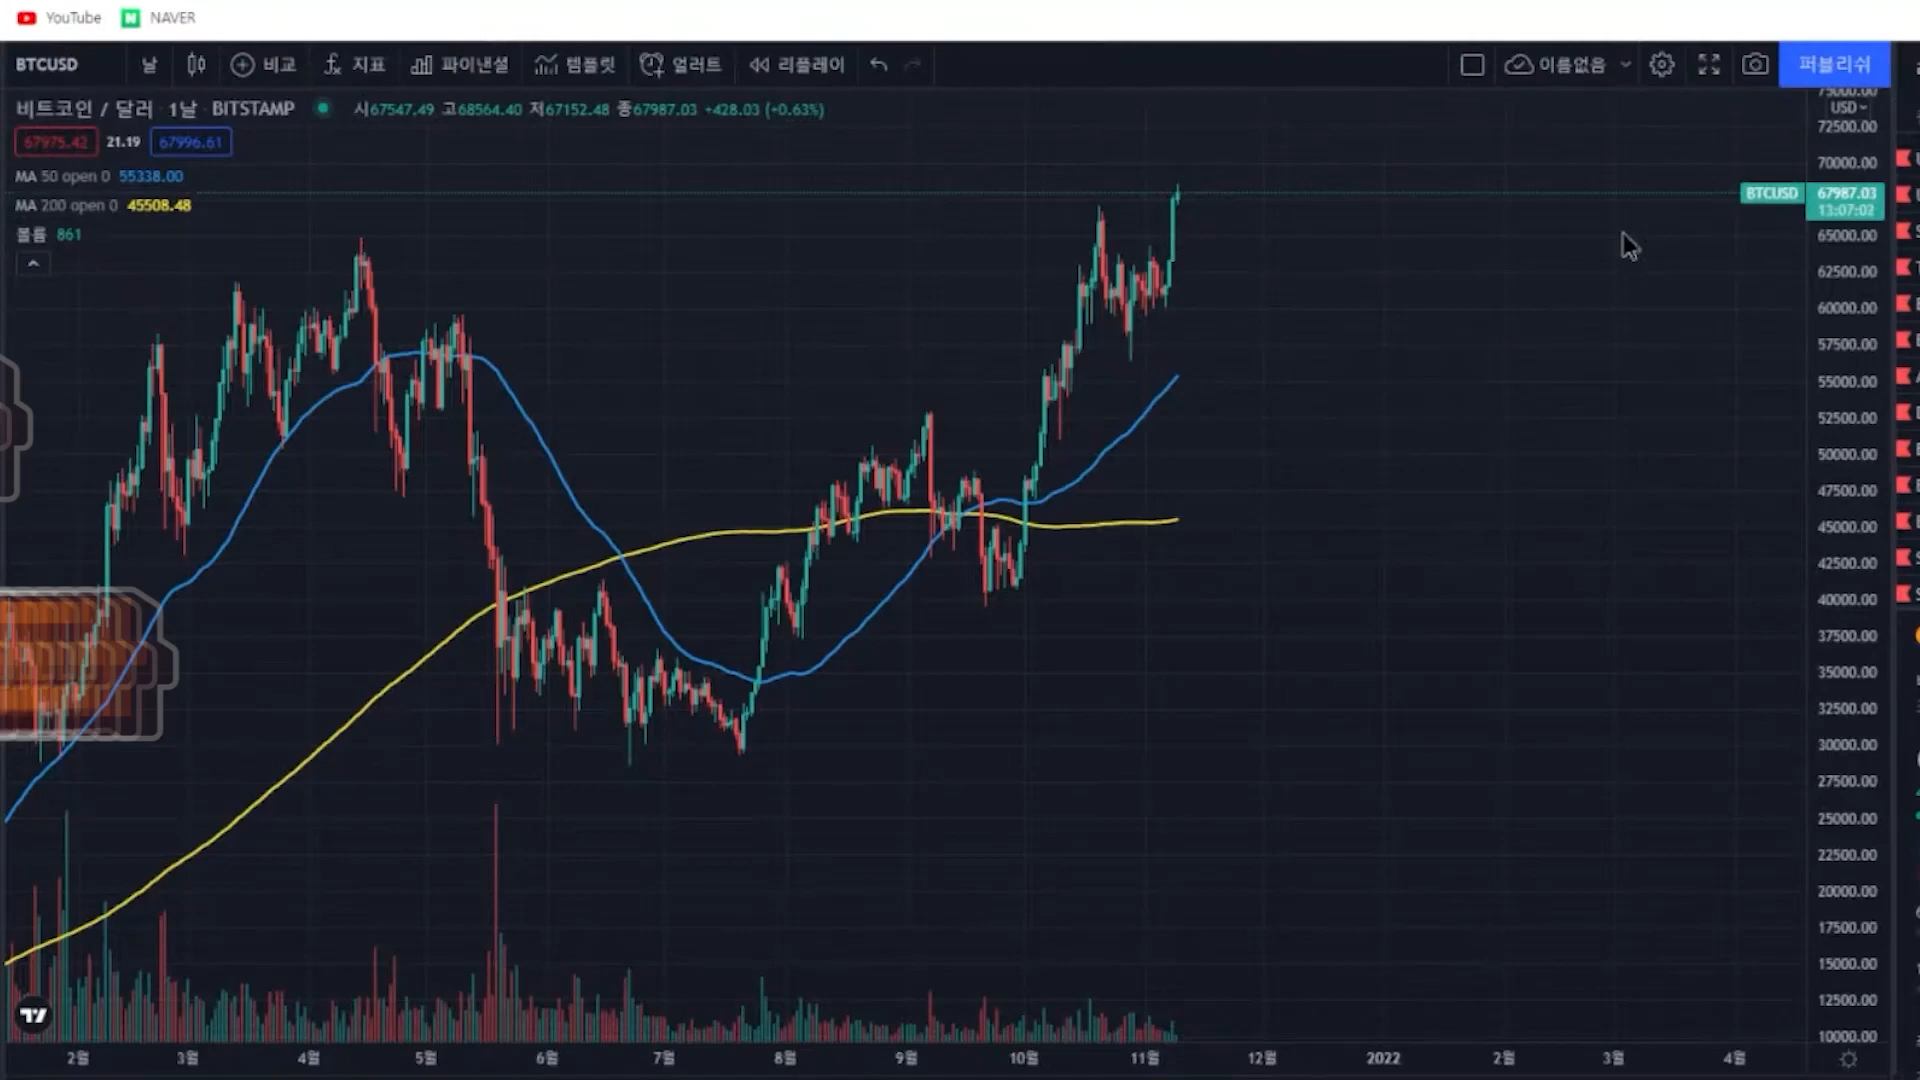 YouTube NAVER
BTCUSD 날 비교 지표 파이낸셜 템플릿 얼러트 리플레이 이름없음 퍼블리쉬
비트코인 / 달러 1날 BITSTAMP 시67547.49 고68564.40 저67152.48 종67987.03 +428.03 (+0.63%)
67975.42 21.19 67996.61
MA 50 open 0 55338.00
MA 200 open 0 45508.48
볼륨 861
75000.00
USD
72500.00
70000.00
BTCUSD 67987.03
13:07:02
65000.00
62500.00
60000.00
57500.00
55000.00
52500.00
50000.00
47500.00
45000.00
42500.00
40000.00
37500.00
35000.00
32500.00
30000.00
27500.00
25000.00
22500.00
20000.00
17500.00
15000.00
12500.00
10000.00
2월 3월 4월 5월 6월 7월 8월 9월 10월 11월 12월 2022 2월 3월 4월